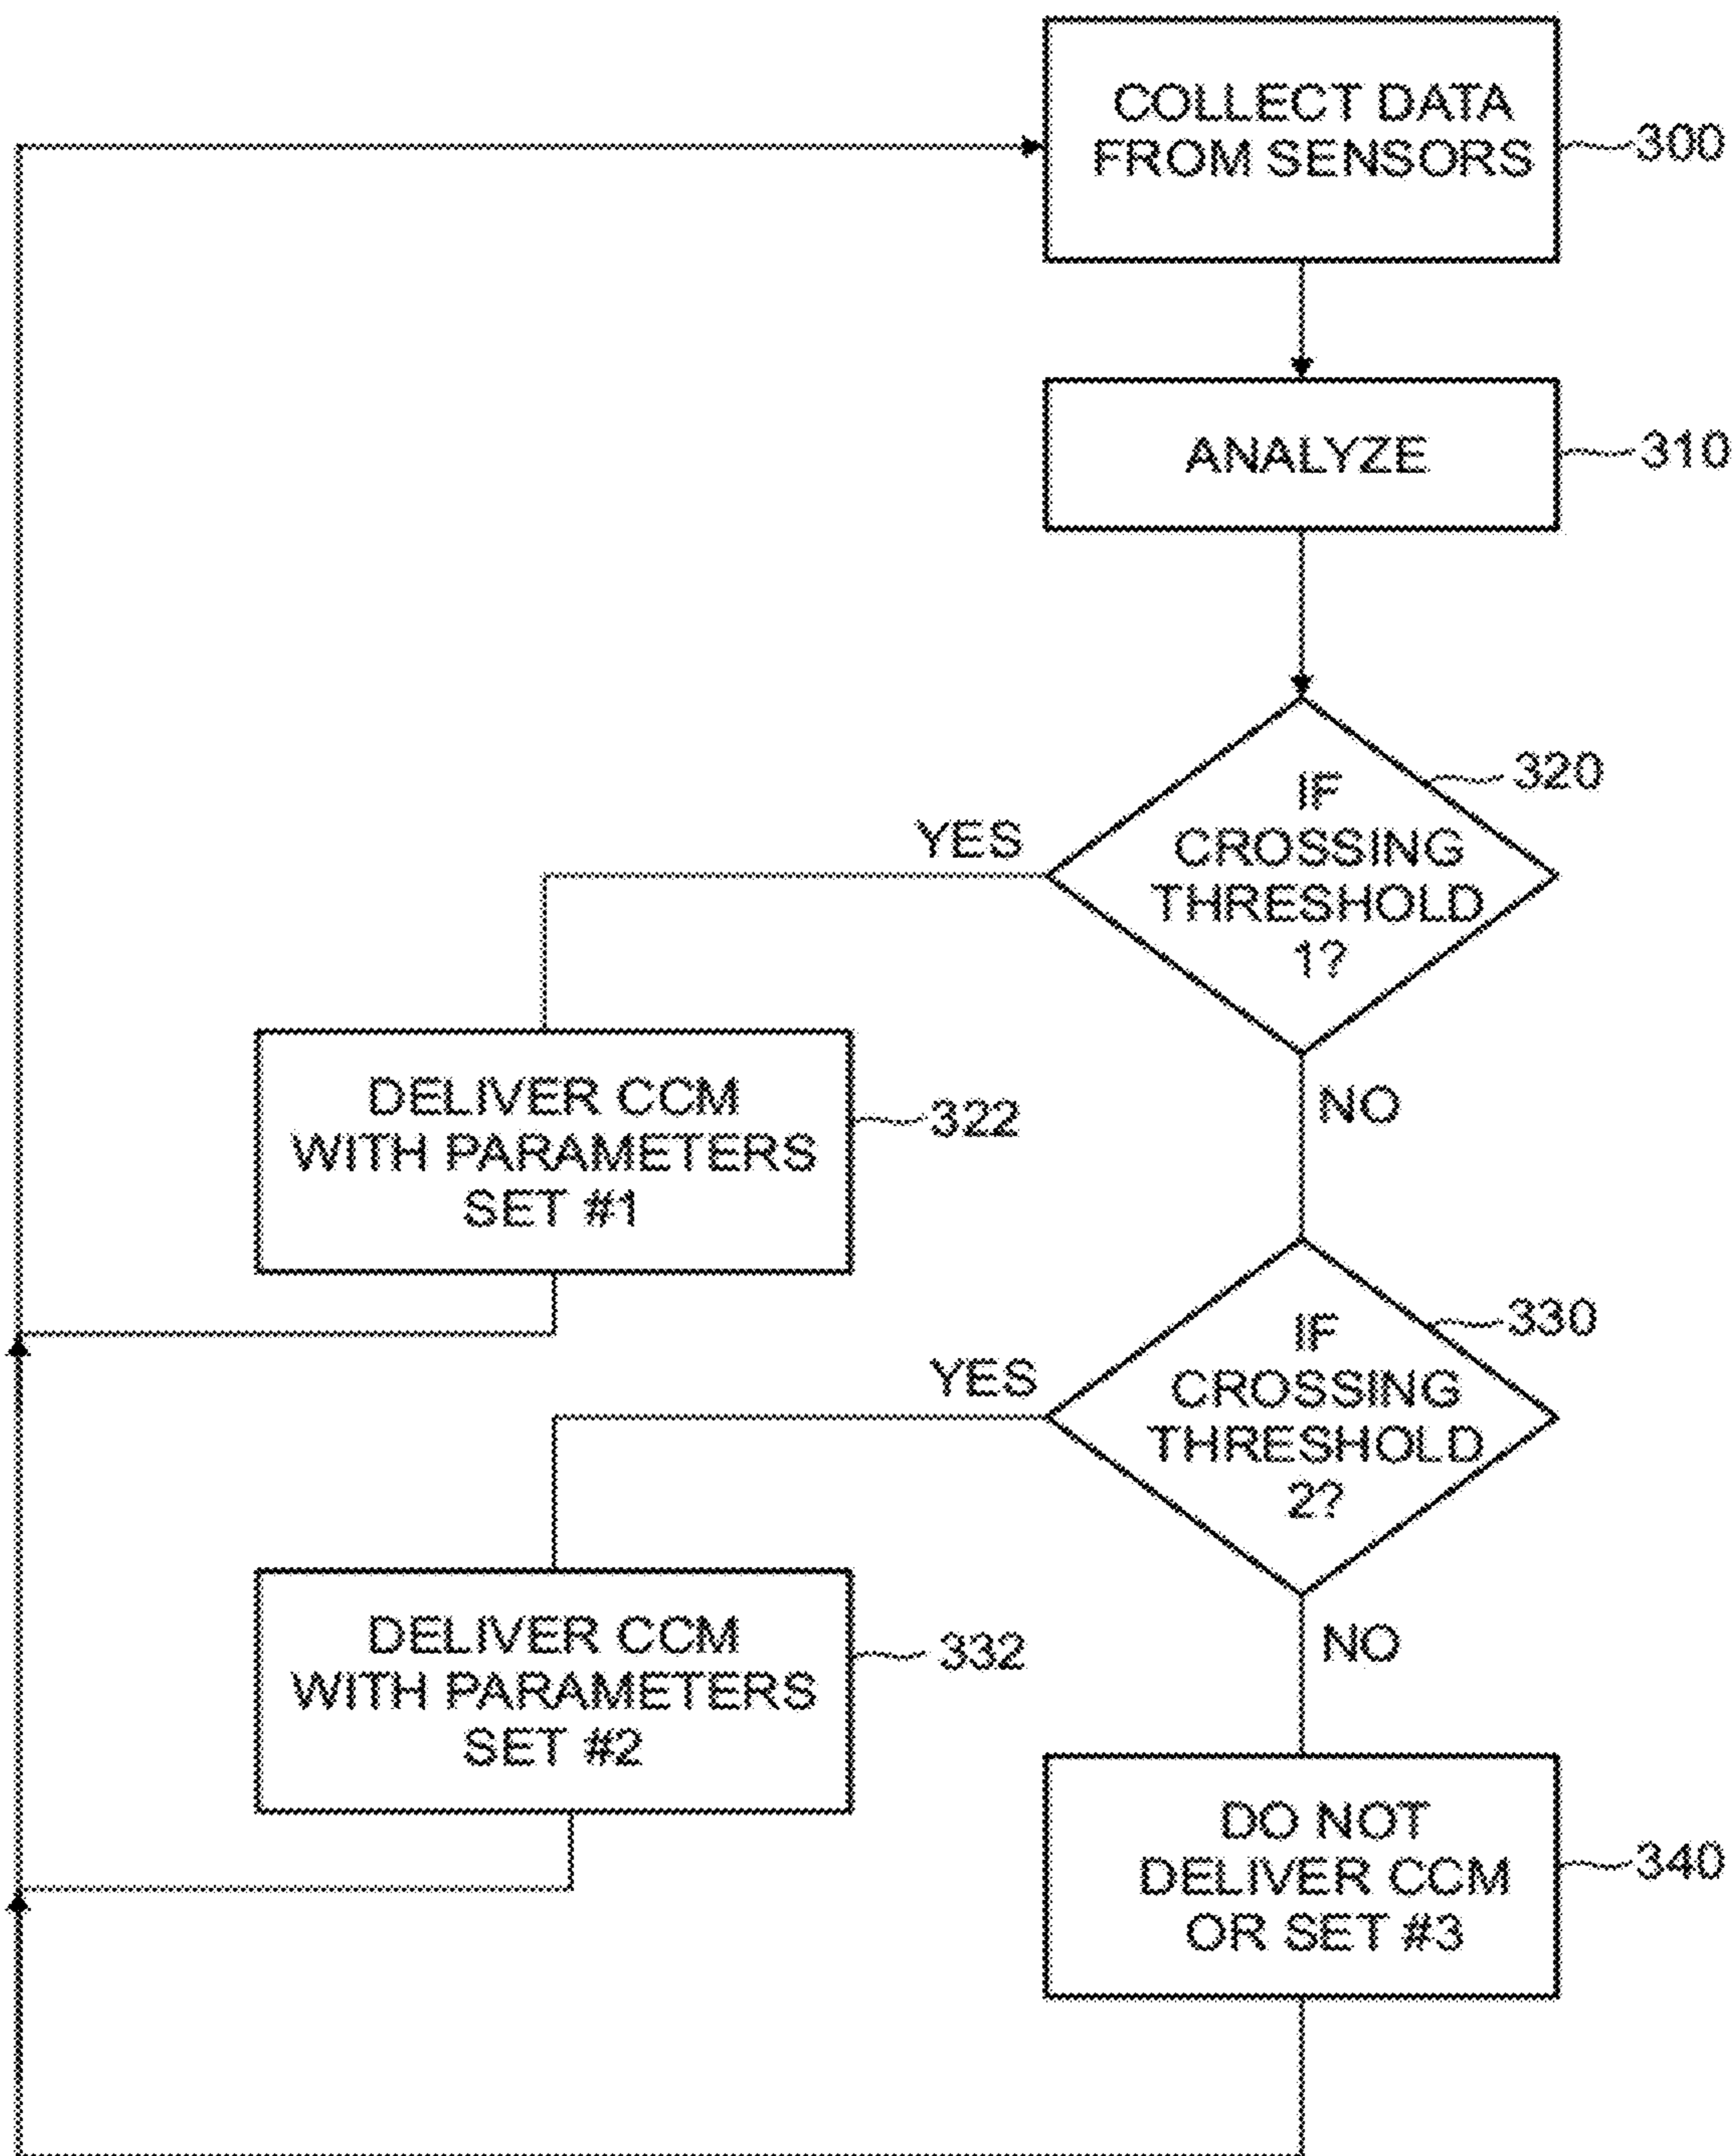 COLLECT DATA
FROM SENSORS
300
ANALYZE
310
IF
CROSSING
THRESHOLD
1?
320
YES
NO
DELIVER CCM
WITH PARAMETERS
SET #1
322
IF
CROSSING
THRESHOLD
2?
330
YES
NO
DELIVER CCM
WITH PARAMETERS
SET #2
332
DO NOT
DELIVER CCM
OR SET #3
340